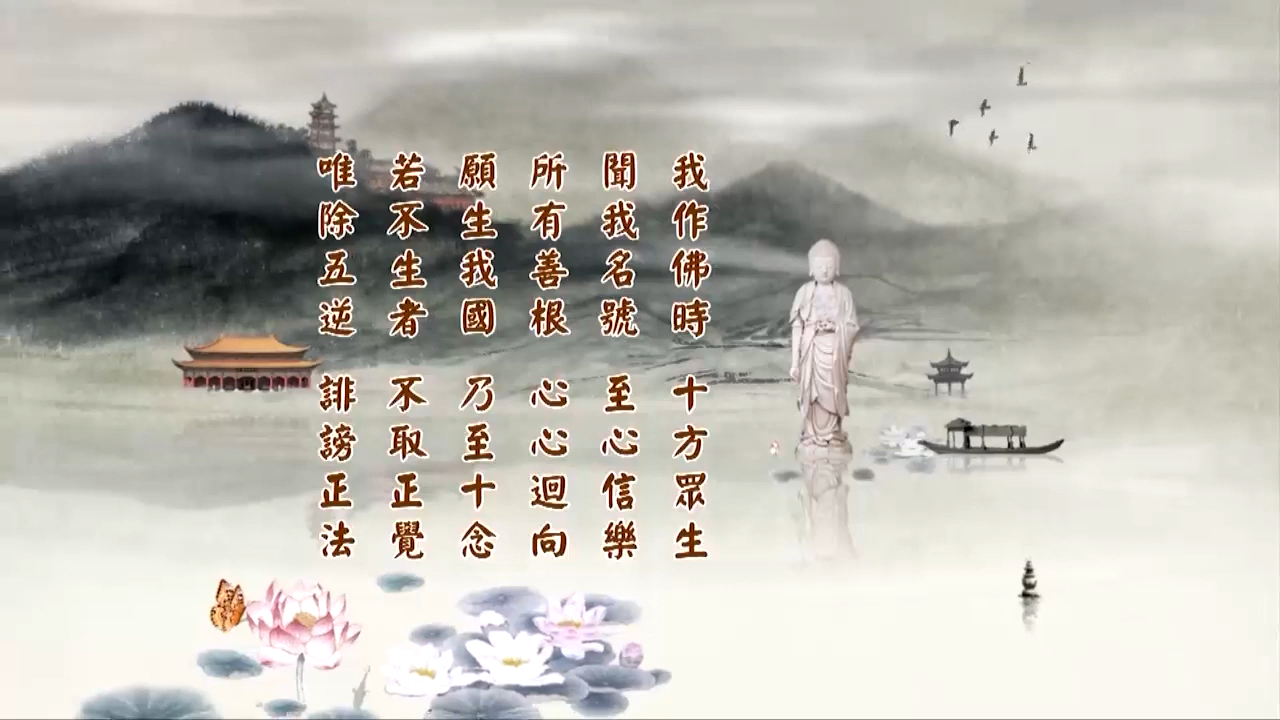 我作佛時 十方眾生
聞我名號 至心信樂
所有善根 心心迴向
願生我國 乃至十念
若不生者 不取正覺
唯除五逆 誹謗正法